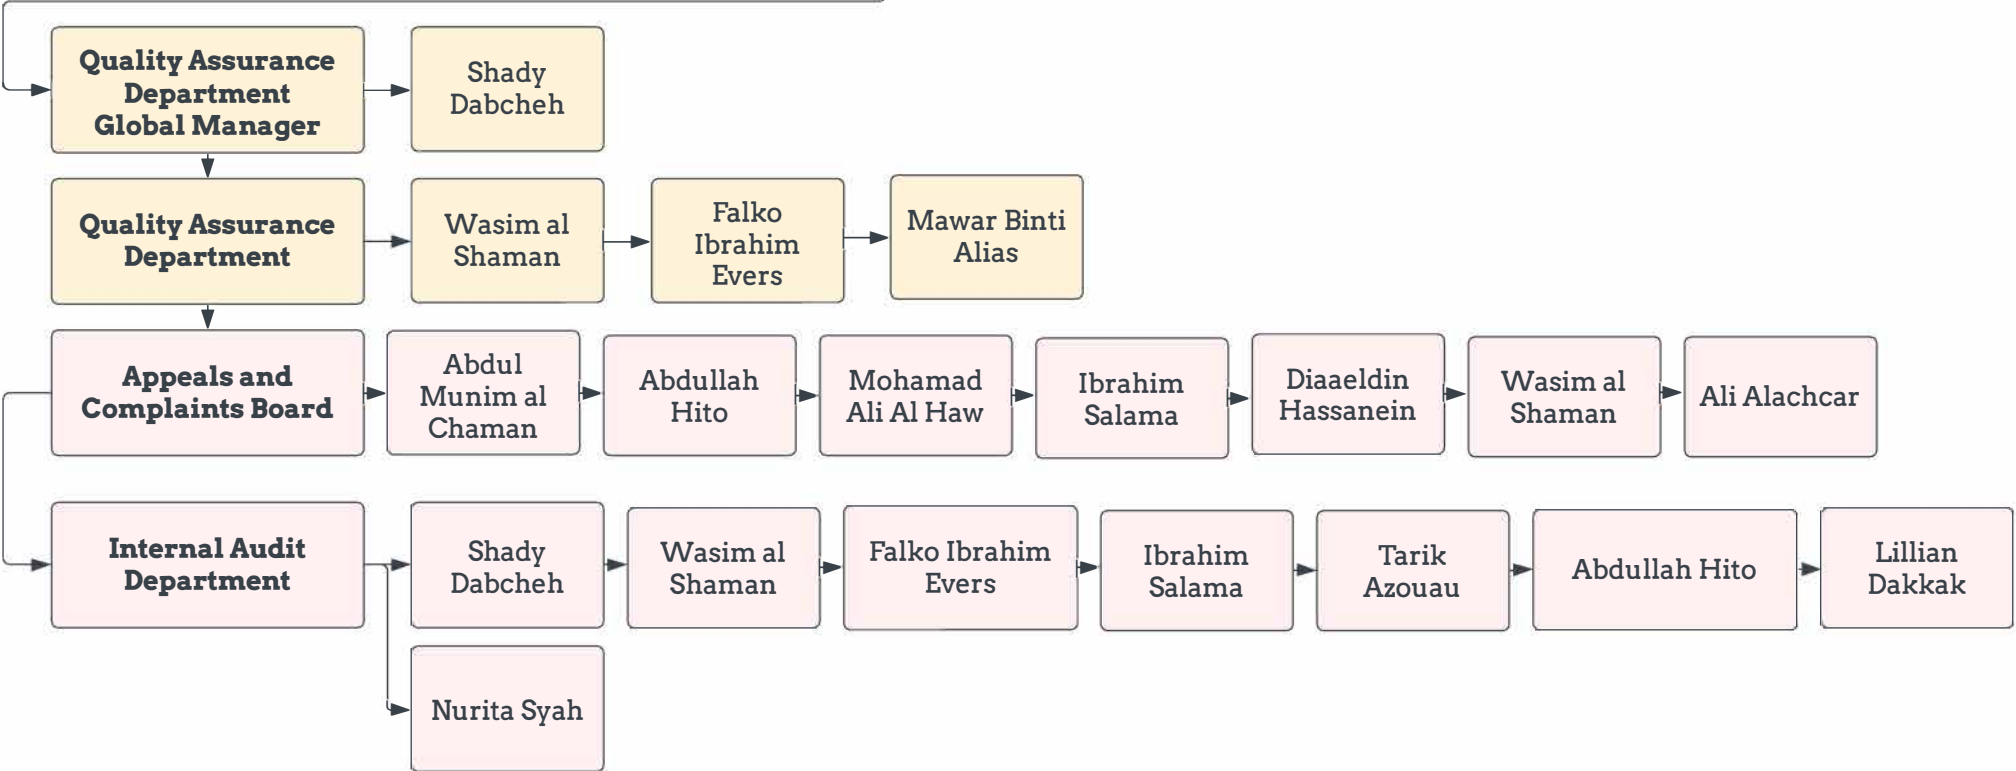 Quality Assurance
Department
Global Manager
Shady
Dabcheh
Quality Assurance
Department
Wasim al
Shaman
Falko
Ibrahim
Evers
Mawar Binti
Alias
Appeals and
Complaints Board
Abdul
Munim al
Chaman
Abdullah
Hito
Mohamad
Ali Al Haw
Ibrahim
Salama
Diaaeldin
Hassanein
Wasim al
Shaman
Ali Alachcar
Internal Audit
Department
Shady
Dabcheh
Wasim al
Shaman
Falko Ibrahim
Evers
Ibrahim
Salama
Tarik
Azouau
Abdullah Hito
Lillian
Dakkak
Nurita Syah